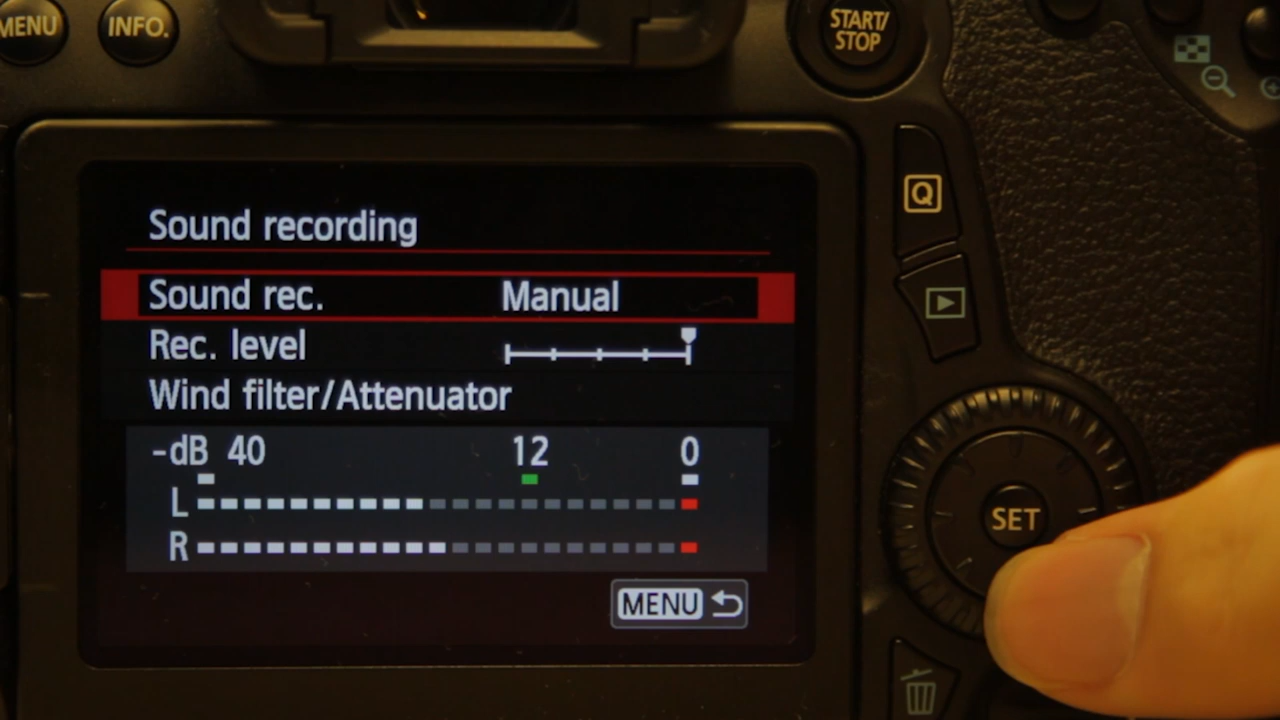 MENU INFO. START/
STOP
Q
Sound recording
Sound rec. Manual
Rec. level
Wind filter/Attenuator
-dB 40 12 0
L
R
SET
MENU